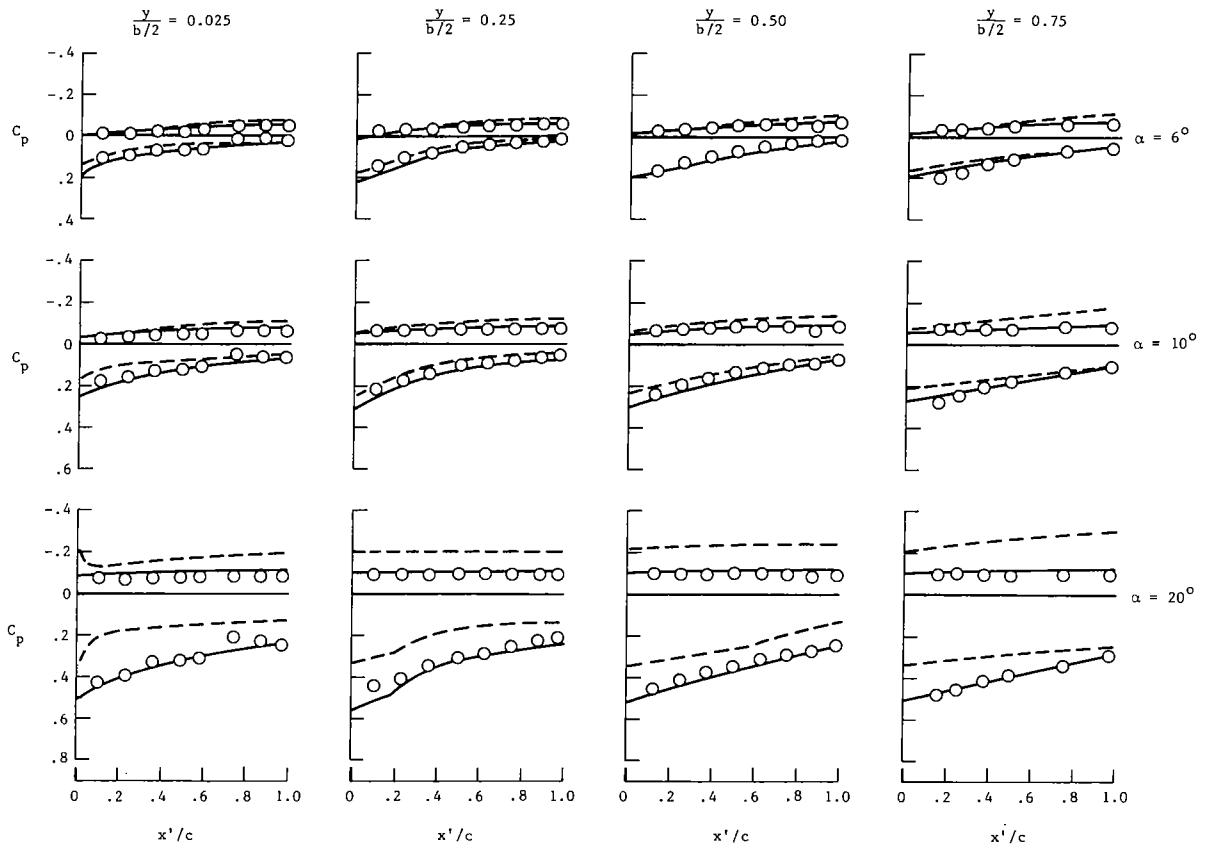 y/b/2 = 0.025 y/b/2 = 0.25 y/b/2 = 0.50 y/b/2 = 0.75
-.4
-.2
C_p 0 α = 6°
.2
.4
-.4
-.2
C_p 0 α = 10°
.2
.4
.6
-.4
-.2
0 α = 20°
C_p .2
.4
.6
.8
0 .2 .4 .6 .8 1.0 0 .2 .4 .6 .8 1.0 0 .2 .4 .6 .8 1.0 0 .2 .4 .6 .8 1.0
x'/c x'/c x'/c x'/c